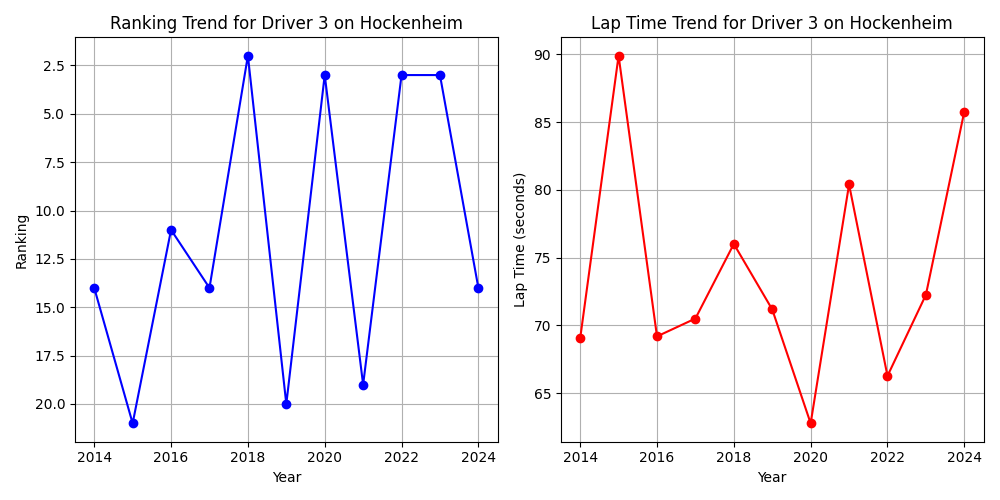 Ranking Trend for Driver 3 on Hockenheim
2.5
5.0
7.5
10.0
12.5
15.0
17.5
20.0
Ranking
2014 2016 2018 2020 2022 2024
Year
Lap Time Trend for Driver 3 on Hockenheim
90
85
80
75
70
65
Lap Time (seconds)
2014 2016 2018 2020 2022 2024
Year